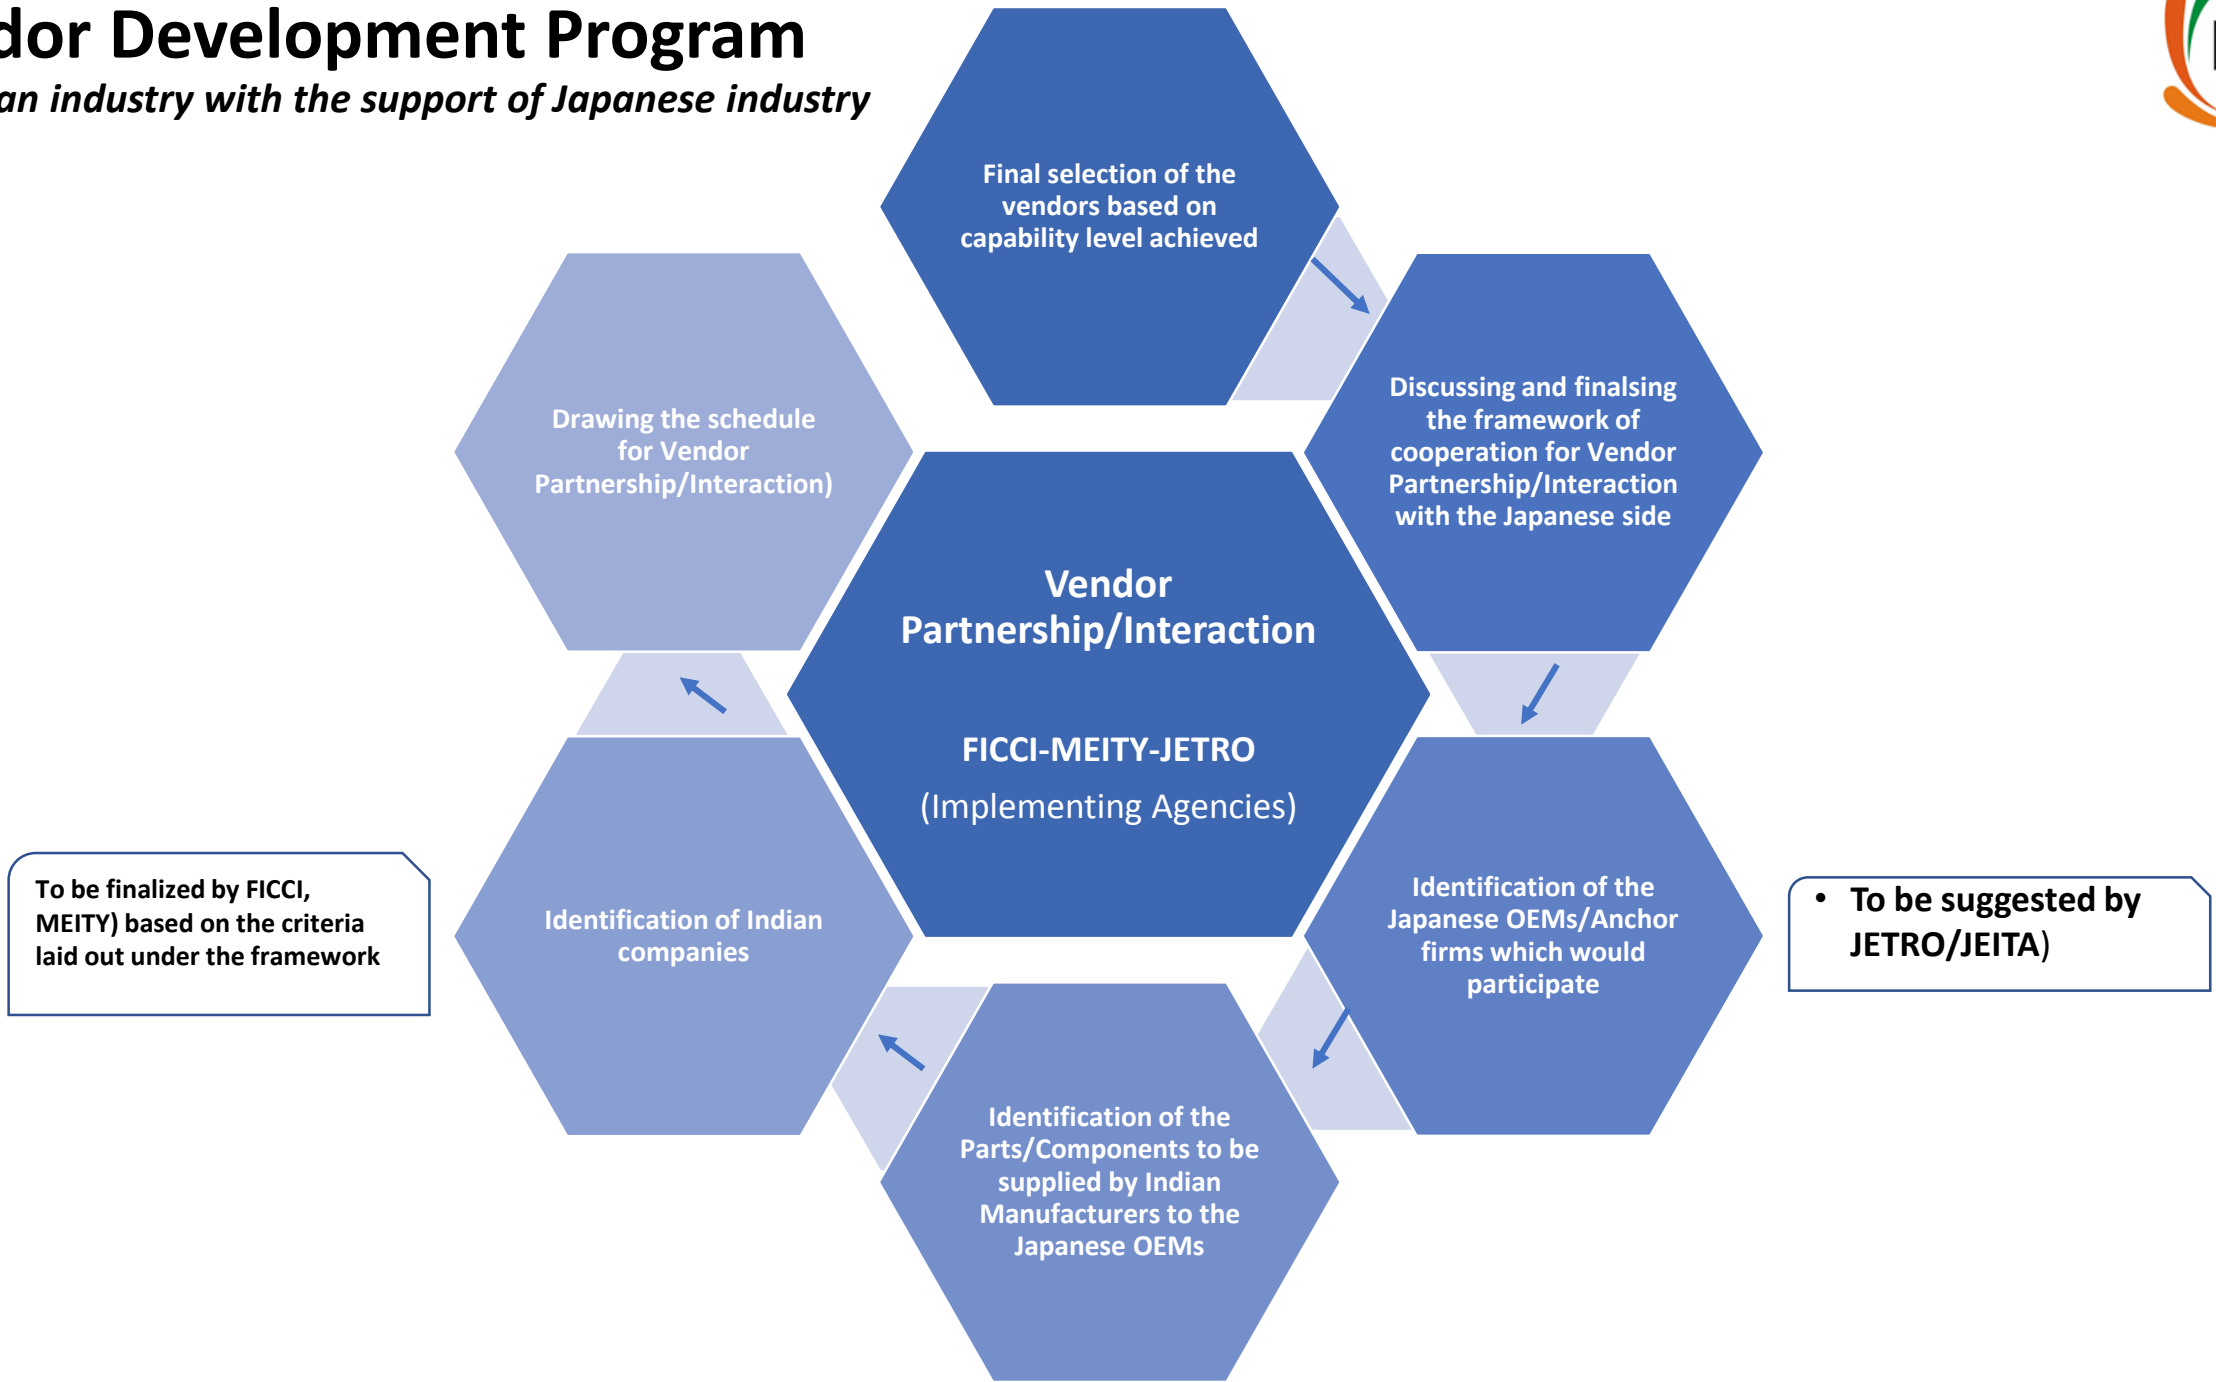 dor Development Program
an industry with the support of Japanese industry
Final selection of the
vendors based on
capability level achieved
Discussing and finalsing
the framework of
cooperation for Vendor
Partnership/Interaction
with the Japanese side
Drawing the schedule
for Vendor
Partnership/Interaction)
Vendor
Partnership/Interaction
FICCI-MEITY-JETRO
(Implementing Agencies)
To be finalized by FICCI,
MEITY) based on the criteria
laid out under the framework
Identification of Indian
companies
Identification of the
Japanese OEMs/Anchor
firms which would
participate
• To be suggested by
JETRO/JEITA)
Identification of the
Parts/Components to be
supplied by Indian
Manufacturers to the
Japanese OEMs